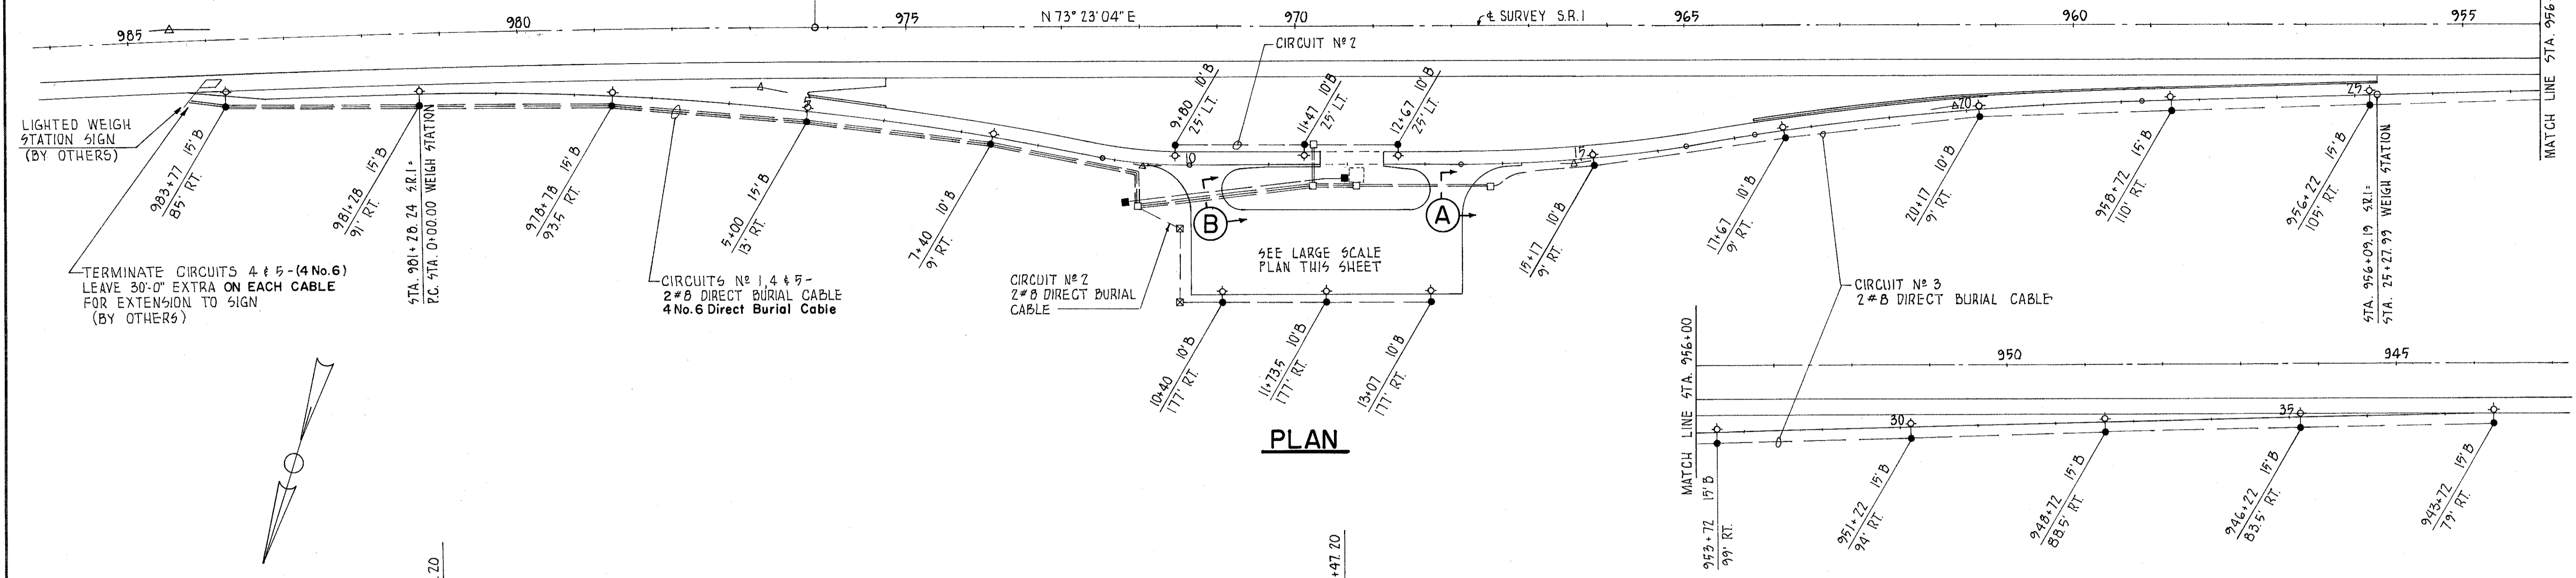 985
980
975
N 73° 23' 04" E
970
℄ SURVEY S.R.1
965
960
955
MATCH LINE STA. 956
CIRCUIT Nº 2
9+80 10'B
25' LT.
11+47 10'B
25' LT.
12+67 10'B
25' LT.
LIGHTED WEIGH
STATION SIGN
(BY OTHERS)
983+77 15'B
85' RT.
981+28 15'B
91' RT.
STA. 981+28.24 S.R.1=
P.C. STA. 0+00.00 WEIGH STATION
978+78 15'B
93.5' RT.
5
5+00 15'B
13' RT.
7+40 10'B
9' RT.
10
15
20
25
B
A
SEE LARGE SCALE
PLAN THIS SHEET
15+17 10'B
9' RT.
17+67 10'B
9' RT.
20+17 10'B
9' RT.
958+72 15'B
110' RT.
956+22 15'B
105' RT.
STA. 956+09.19 S.R.1=
STA. 25+27.99 WEIGH STATION
TERMINATE CIRCUITS 4 & 5-(4 No.6)
LEAVE 30'-0" EXTRA ON EACH CABLE
FOR EXTENSION TO SIGN
(BY OTHERS)
CIRCUITS Nº 1, 4 & 5-
2#8 DIRECT BURIAL CABLE
4 No.6 Direct Burial Cable
CIRCUIT Nº 2
2#8 DIRECT BURIAL
CABLE
CIRCUIT Nº 3
2#8 DIRECT BURIAL CABLE
10+40 10'B
177' RT.
11+73.5 10'B
177' RT.
13+07 10'B
177' RT.
PLAN
MATCH LINE STA. 956+00
950
945
30
35
953+72 15'B
99' RT.
951+22 15'B
94' RT.
948+72 15'B
88.5' RT.
946+22 15'B
83.5' RT.
943+72 15'B
79' RT.
.20
+47.20